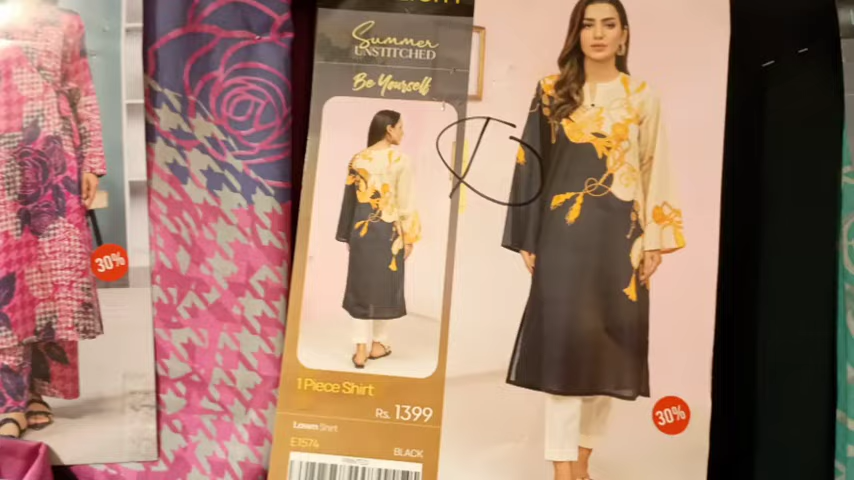 Summer
UNSTITCHED
Be Yourself
30%
1 Piece Shirt
Rs. 1399
Lawn Shirt
E1574
BLACK
30%